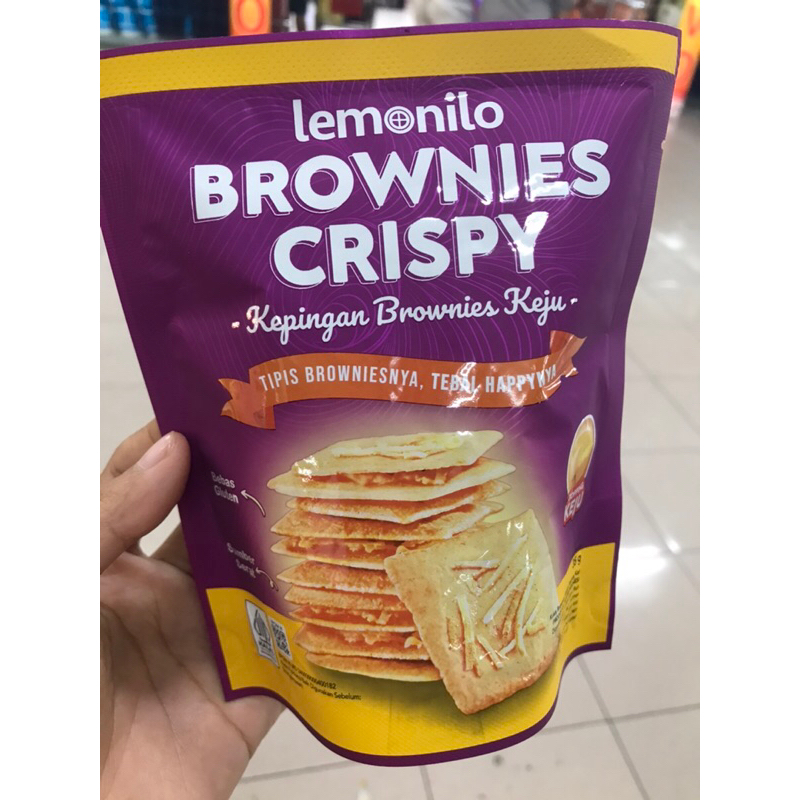 lemonilo
BROWNIES
CRISPY
- Kepingan Brownies Keju -
TIPIS BROWNIESNYA, TEBAL HAPPYNYA
Bebas
Gluten
KEJU
Sumber
Serat